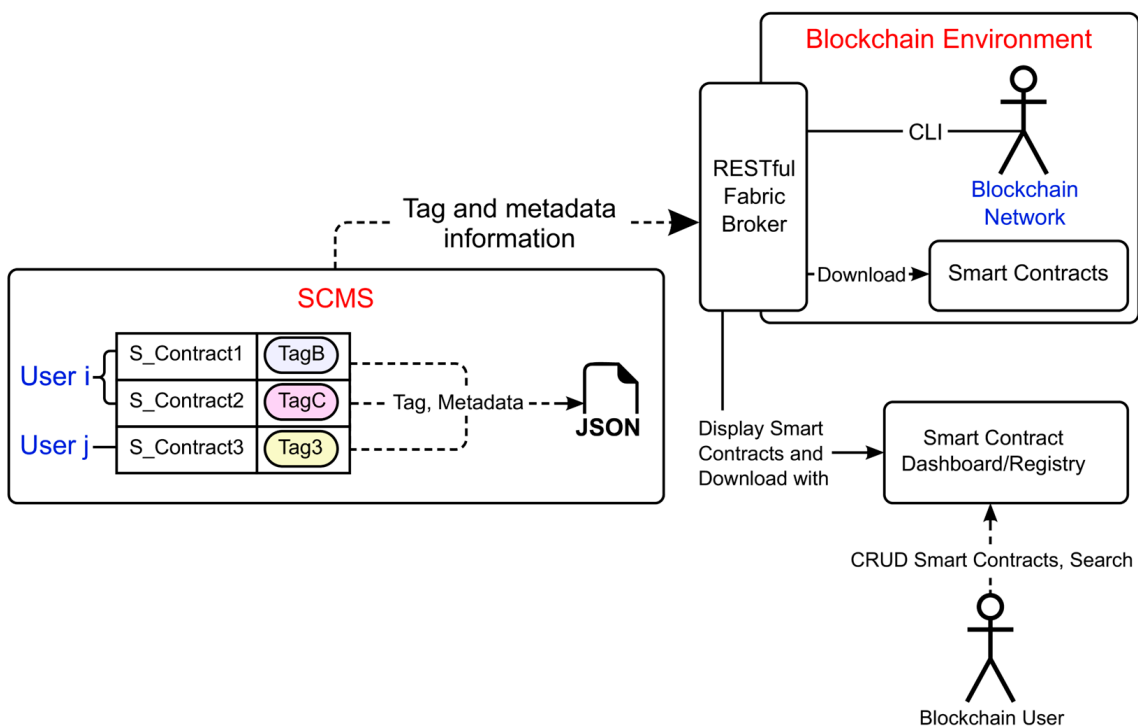 Blockchain Environment
CLI
RESTful
Fabric
Broker
Blockchain
Network
Tag and metadata
information
Download
Smart Contracts
SCMS
User i
S_Contract1
TagB
S_Contract2
TagC
User j
S_Contract3
Tag3
Tag, Metadata
JSON
Display Smart
Contracts and
Download with
Smart Contract
Dashboard/Registry
CRUD Smart Contracts, Search
Blockchain User